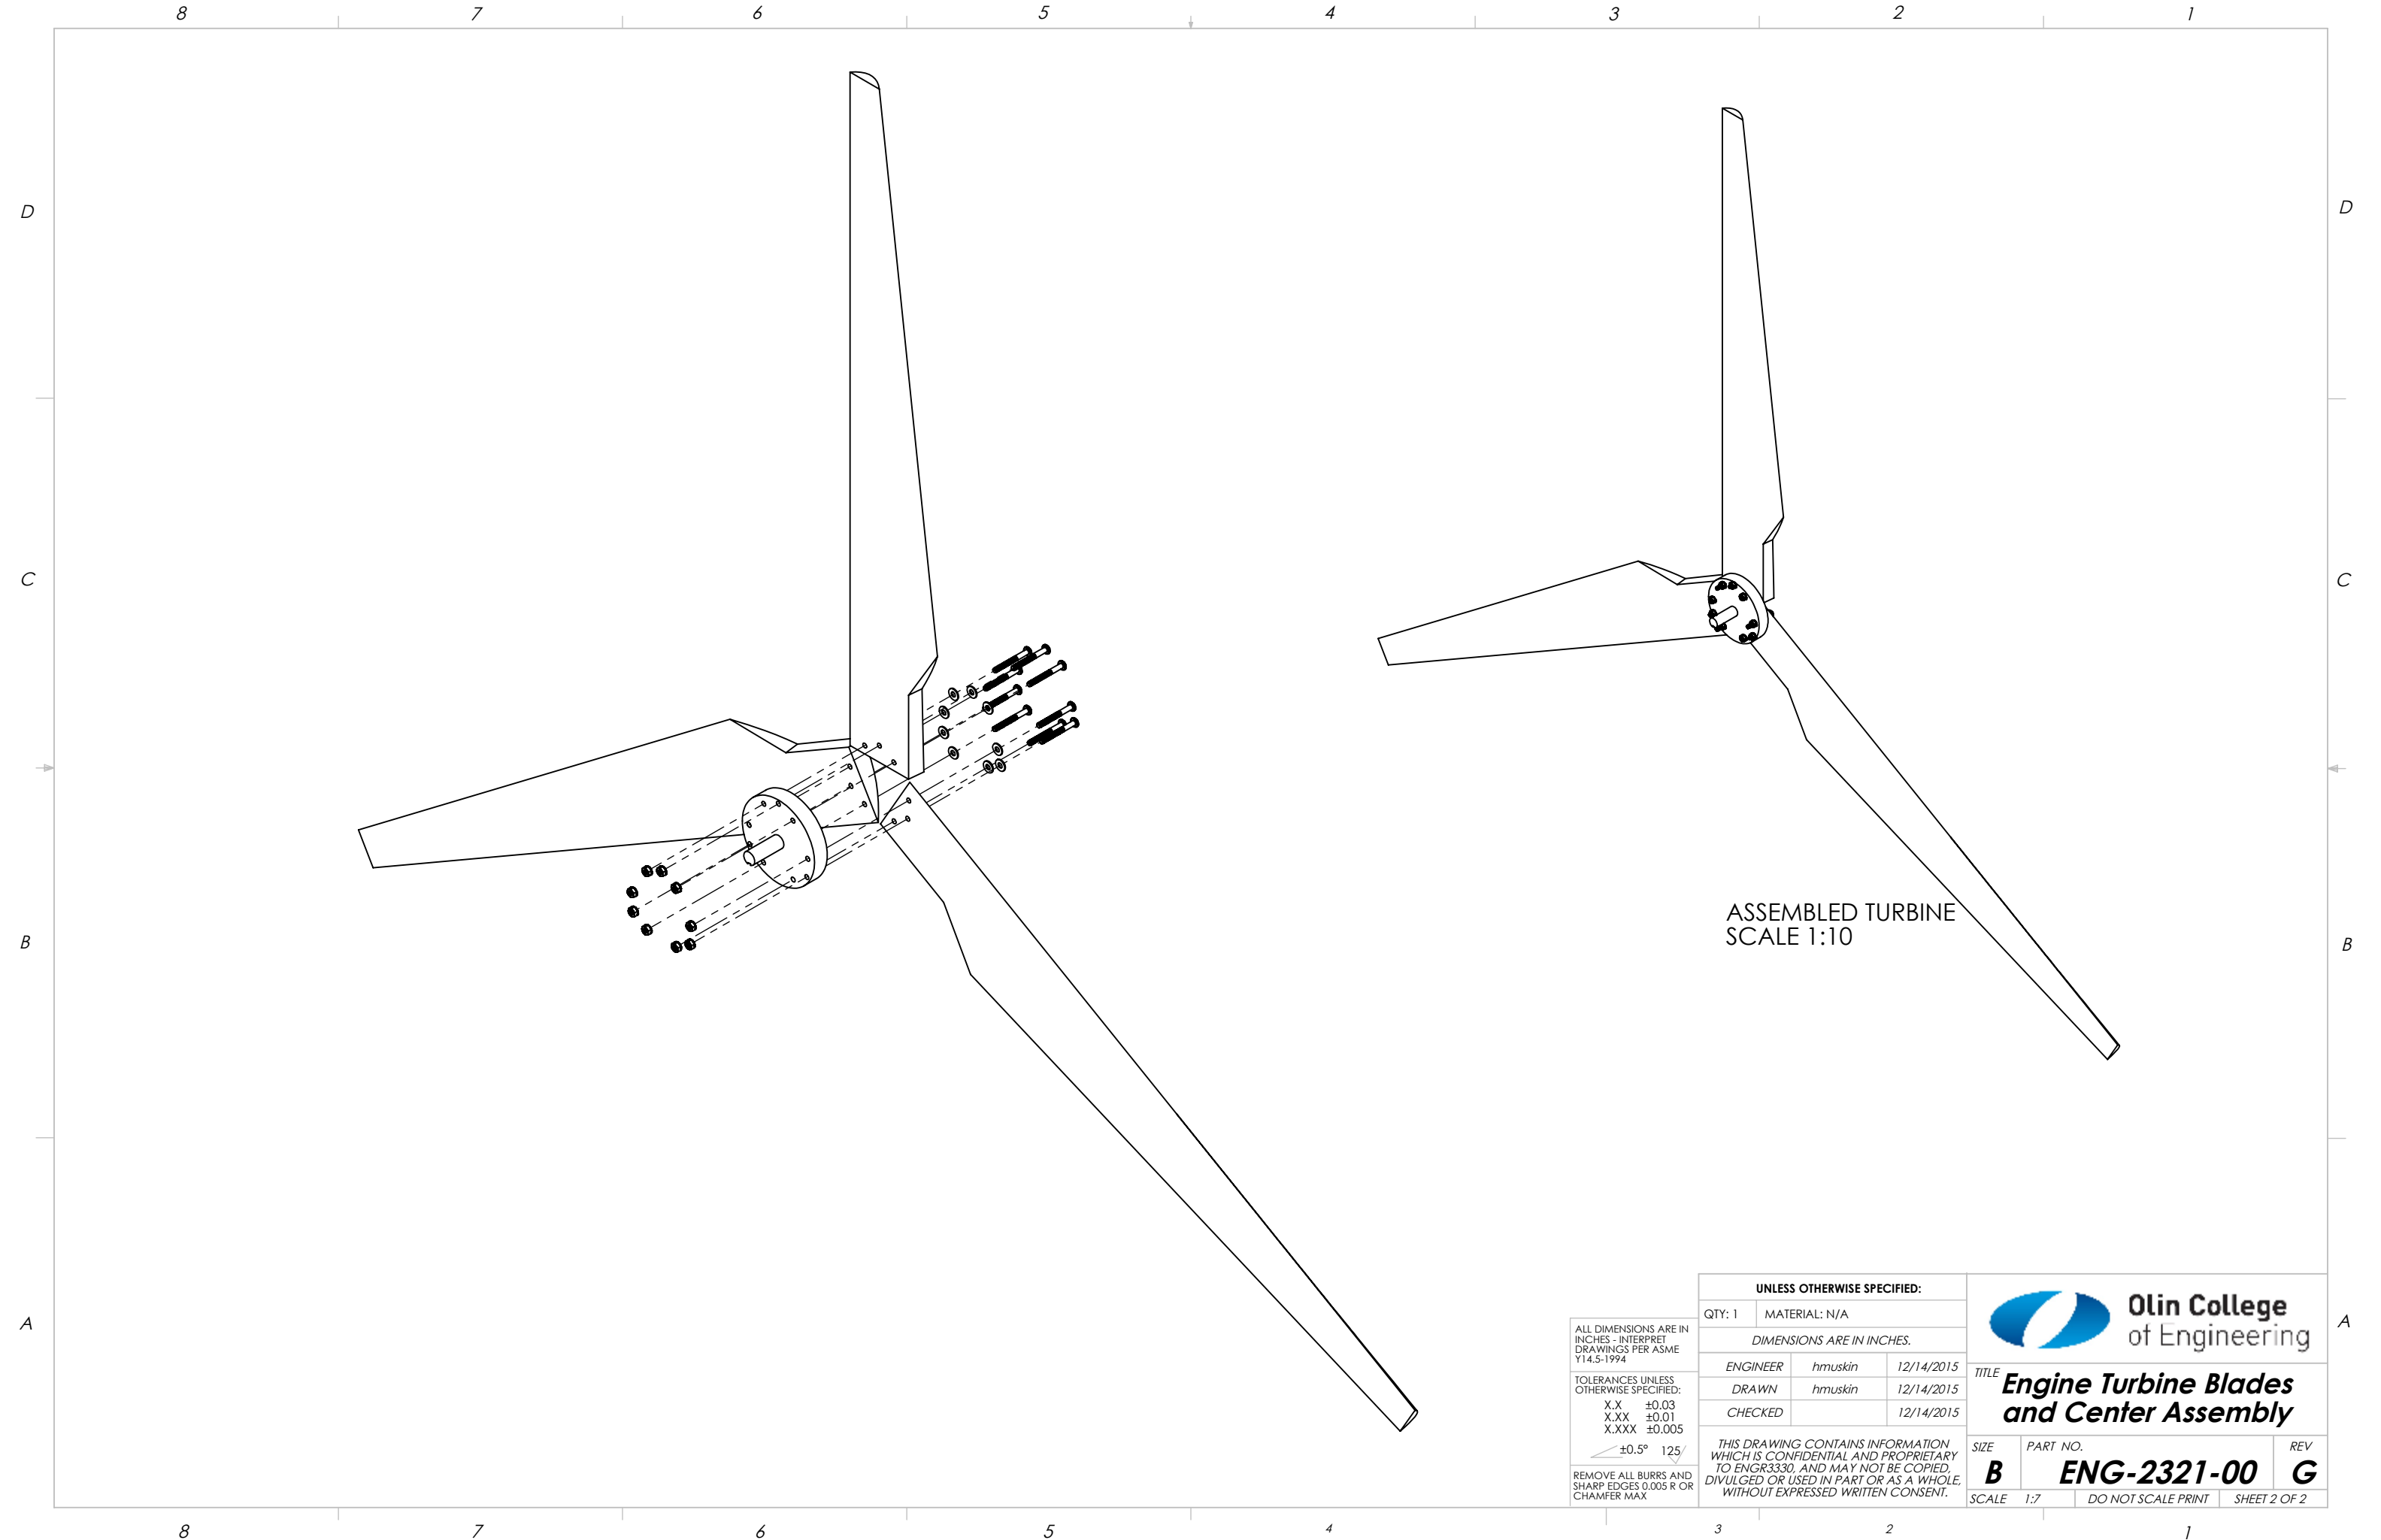 8 7 6 5 4 3 2 1
D D
C C
B B
A A
ASSEMBLED TURBINE
SCALE 1:10
ALL DIMENSIONS ARE IN
INCHES - INTERPRET
DRAWINGS PER ASME
Y14.5-1994
TOLERANCES UNLESS
OTHERWISE SPECIFIED:
X.X ±0.03
X.XX ±0.01
X.XXX ±0.005
±0.5° 125
REMOVE ALL BURRS AND
SHARP EDGES 0.005 R OR
CHAMFER MAX
UNLESS OTHERWISE SPECIFIED:
QTY: 1 MATERIAL: N/A
DIMENSIONS ARE IN INCHES.
ENGINEER hmuskin 12/14/2015
DRAWN hmuskin 12/14/2015
CHECKED 12/14/2015
THIS DRAWING CONTAINS INFORMATION
WHICH IS CONFIDENTIAL AND PROPRIETARY
TO ENGR3330, AND MAY NOT BE COPIED,
DIVULGED OR USED IN PART OR AS A WHOLE,
WITHOUT EXPRESSED WRITTEN CONSENT.
Olin College
of Engineering
TITLE Engine Turbine Blades
and Center Assembly
SIZE PART NO. REV
B ENG-2321-00 G
SCALE 1:7 DO NOT SCALE PRINT SHEET 2 OF 2
8 7 6 5 4 3 2 1